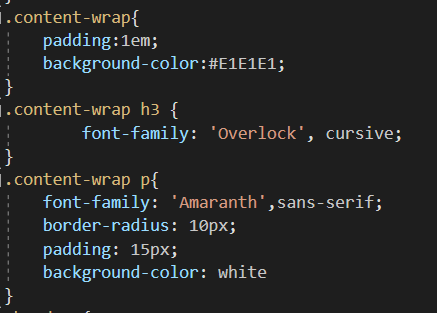 .content-wrap{
padding:1em;
background-color:#E1E1E1;
}
.content-wrap h3 {
font-family: 'Overlock', cursive;
}
.content-wrap p{
font-family: 'Amaranth',sans-serif;
border-radius: 10px;
padding: 15px;
background-color: white
}